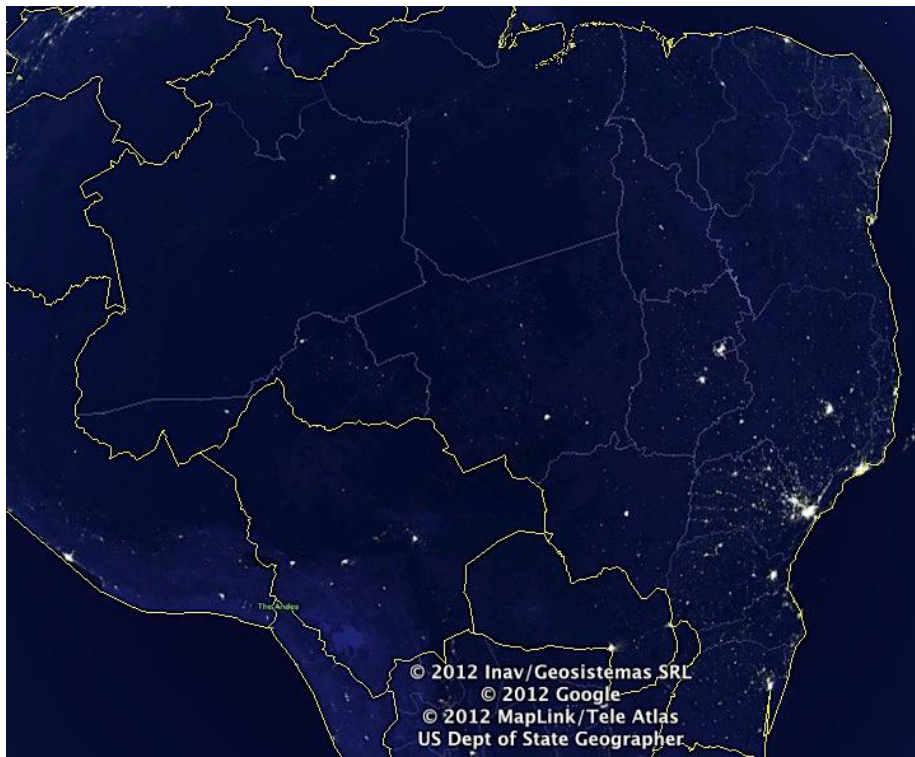 The Andes
© 2012 Inav/Geosistemas SRL
© 2012 Google
© 2012 MapLink/Tele Atlas
US Dept of State Geographer